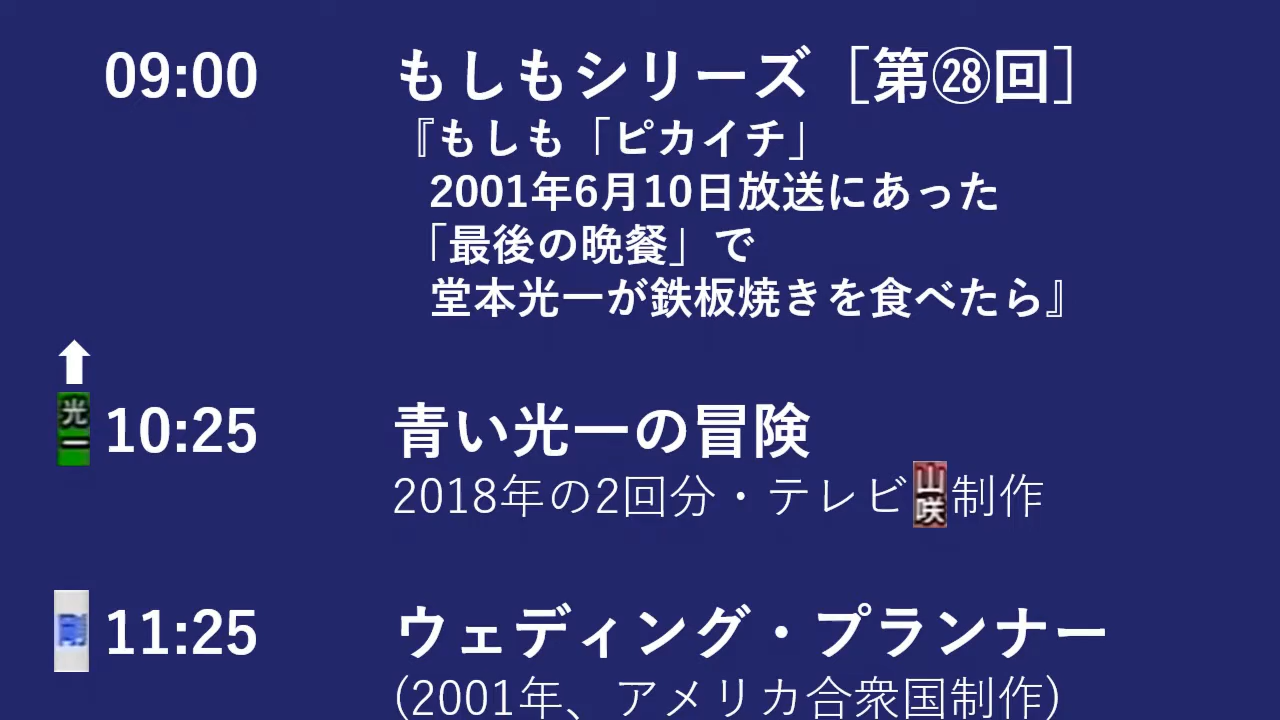 09:00 もしもシリーズ［第㉘回］
『もしも「ピカイチ」
2001年6月10日放送にあった
「最後の晩餐」で
堂本光一が鉄板焼きを食べたら』
⬆
光一 10:25 青い光一の冒険
2018年の2回分・テレビ山咲制作
剛 11:25 ウェディング・プランナー
(2001年、アメリカ合衆国制作)